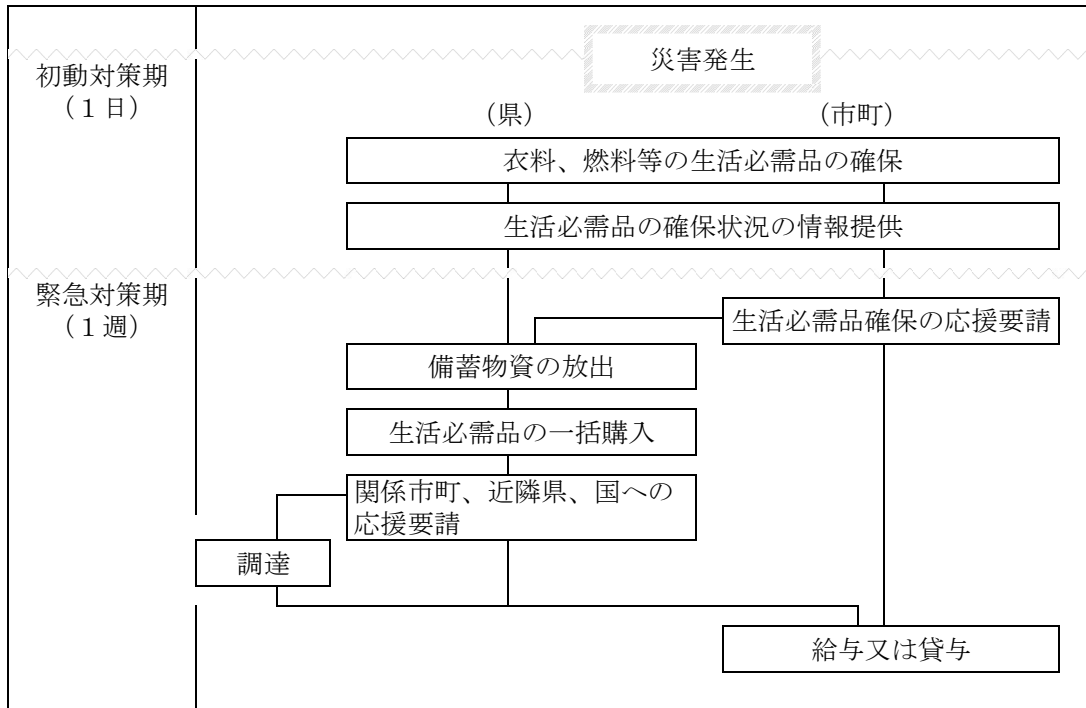 災害発生
初動対策期
（１日）
（県）
（市町）
衣料、燃料等の生活必需品の確保
生活必需品の確保状況の情報提供
緊急対策期
（１週）
生活必需品確保の応援要請
備蓄物資の放出
生活必需品の一括購入
関係市町、近隣県、国への
応援要請
調達
給与又は貸与